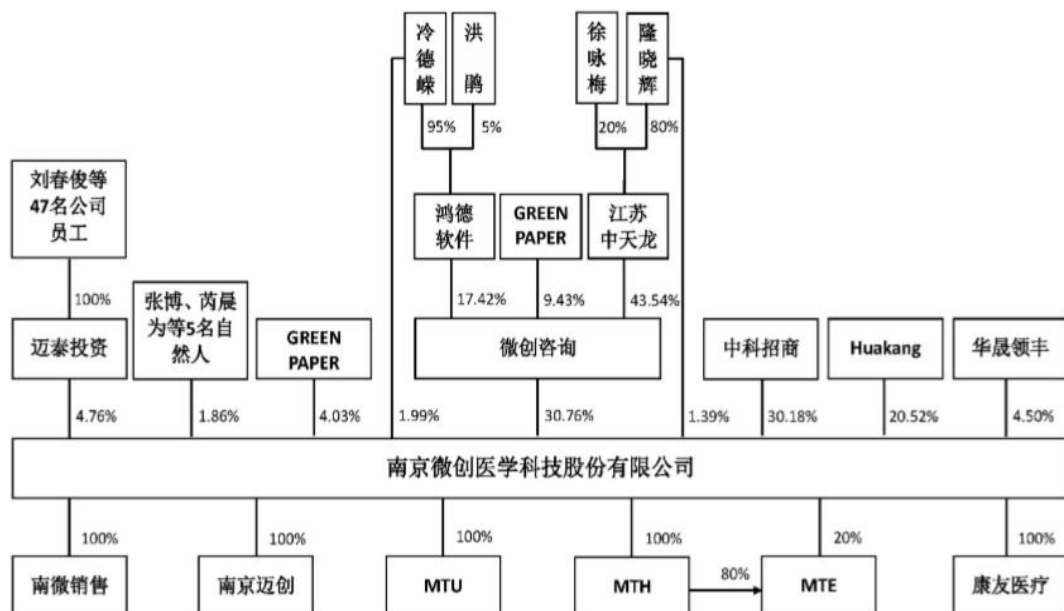 冷德嵘
洪鹃
徐咏梅
隆晓辉
95%
5%
20%
80%
刘春俊等
47名公司
员工
鸿德
软件
GREEN
PAPER
江苏
中天龙
100%
17.42%
9.43%
43.54%
迈泰投资
张博、芮晨
为等5名自
然人
GREEN
PAPER
微创咨询
中科招商
Huakang
华晟领丰
4.76%
1.86%
4.03%
1.99%
30.76%
1.39%
30.18%
20.52%
4.50%
南京微创医学科技股份有限公司
100%
100%
100%
100%
20%
100%
南微销售
南京迈创
MTU
MTH
80%
MTE
康友医疗